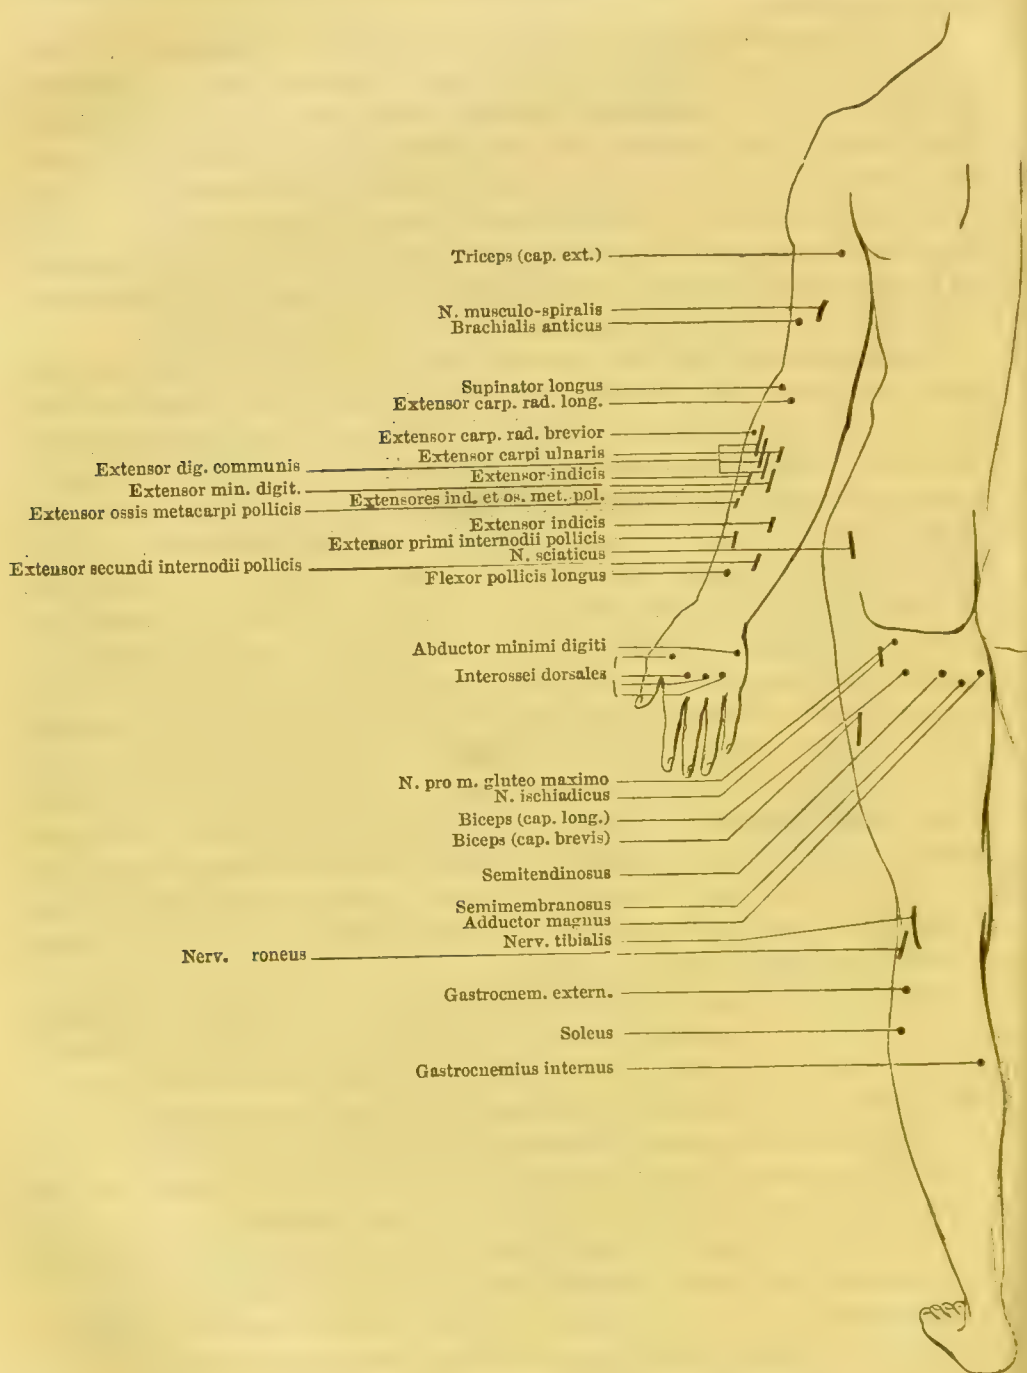 Triceps (cap. ext.)
N. musculo-spiralis
Brachialis anticus
Supinator longus
Extensor carp. rad. long.
Extensor carp. rad. brevior
Extensor carpi ulnaris
Extensor dig. communis
Extensor indicis
Extensor min. digit.
Extensores ind. et os. met. pol.
Extensor ossis metacarpi pollicis
Extensor indicis
Extensor primi internodii pollicis
N. sciaticus
Extensor secundi internodii pollicis
Flexor pollicis longus
Abductor minimi digiti
Interossei dorsales
N. pro m. gluteo maximo
N. ischiadicus
Biceps (cap. long.)
Biceps (cap. brevis)
Semitendinosus
Semimembranosus
Adductor magnus
Nerv. tibialis
Nerv. roneus
Gastrocnem. extern.
Soleus
Gastrocnemius internus